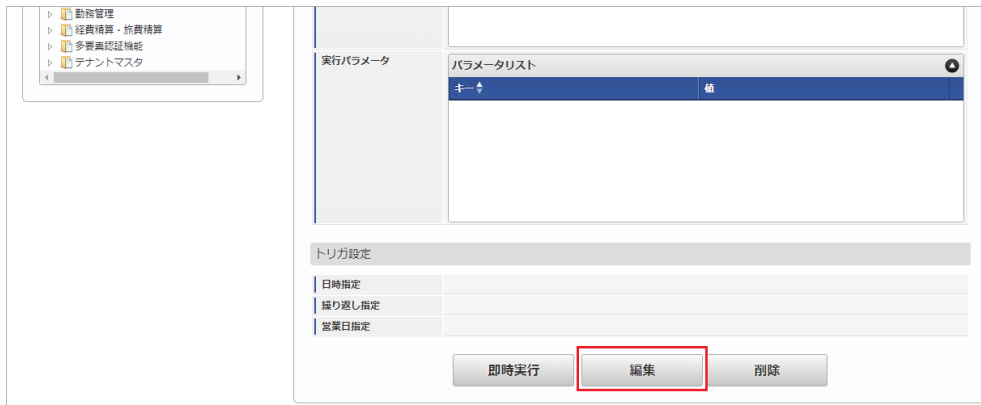 勤務管理
経費精算・旅費精算
多要素認証機能
テナントマスタ
実行パラメータ
パラメータリスト
キー 値
トリガ設定
日時指定
繰り返し指定
営業日指定
即時実行 編集 削除